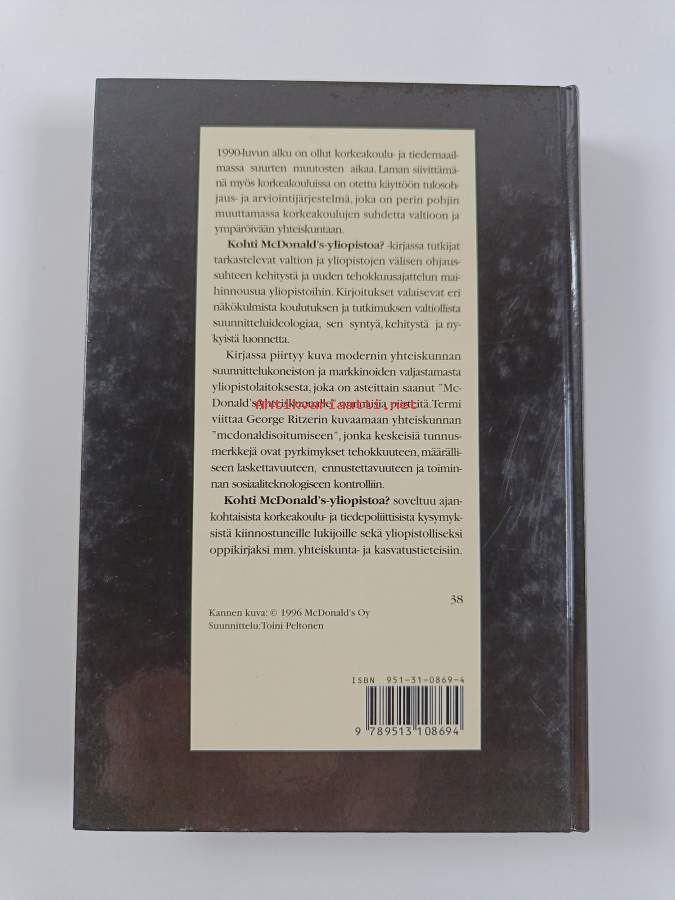 1990-luvun alku on ollut korkeakoulu- ja tiedemaail-
massa suurten muutosten aikaa. Laman siivittämä-
nä myös korkeakouluissa on otettu käyttöön tulosoh-
jaus- ja arviointijärjestelmä, joka on perin pohjin
muuttamassa korkeakoulujen suhdetta valtioon ja
ympäröivään yhteiskuntaan.
Kohti McDonald's-yliopistoa? -kirjassa tutkijat
tarkastelevat valtion ja yliopistojen välisen ohjaus-
suhteen kehitystä ja uuden tehokkuusajattelun mai-
hinnousua yliopistoihin. Kirjoitukset valaisevat eri
näkökulmista koulutuksen ja tutkimuksen valtiollista
suunnitteluideologiaa, sen syntyä, kehitystä ja ny-
kyistä luonnetta.
Kirjassa piirtyy kuva modernin yhteiskunnan
suunnittelukoneiston ja markkinoiden valjastamasta
yliopistolaitoksesta, joka on asteittain saanut "Mc-
Donald's-yhteiskunnalle" ominaisia piirteitä. Termi
Antikvariaatti.net
viittaa George Ritzerin kuvaamaan yhteiskunnan
"mcdonaldisoitumiseen", jonka keskeisiä tunnus-
merkkejä ovat pyrkimykset tehokkuuteen, määrälli-
seen laskettavuuteen, ennustettavuuteen ja toimin-
nan sosiaaliteknologiseen kontrolliin.
Kohti McDonald's-yliopistoa? soveltuu ajan-
kohtaisista korkeakoulu- ja tiedepoliittisista kysymyk-
sistä kiinnostuneille lukijoille sekä yliopistolliseksi
oppikirjaksi mm. yhteiskunta- ja kasvatustieteisiin.
38
Kannen kuva: © 1996 McDonald's Oy
Suunnittelu: Toini Peltonen
ISBN 951-31-0869-4
9 789513 108694